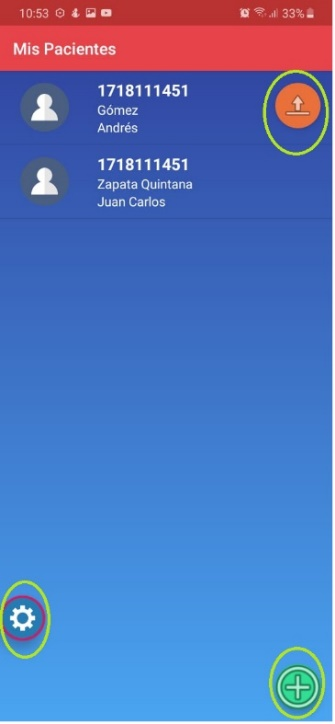 10:53 33%
Mis Pacientes
1718111451
Gómez
Andrés
1718111451
Zapata Quintana
Juan Carlos